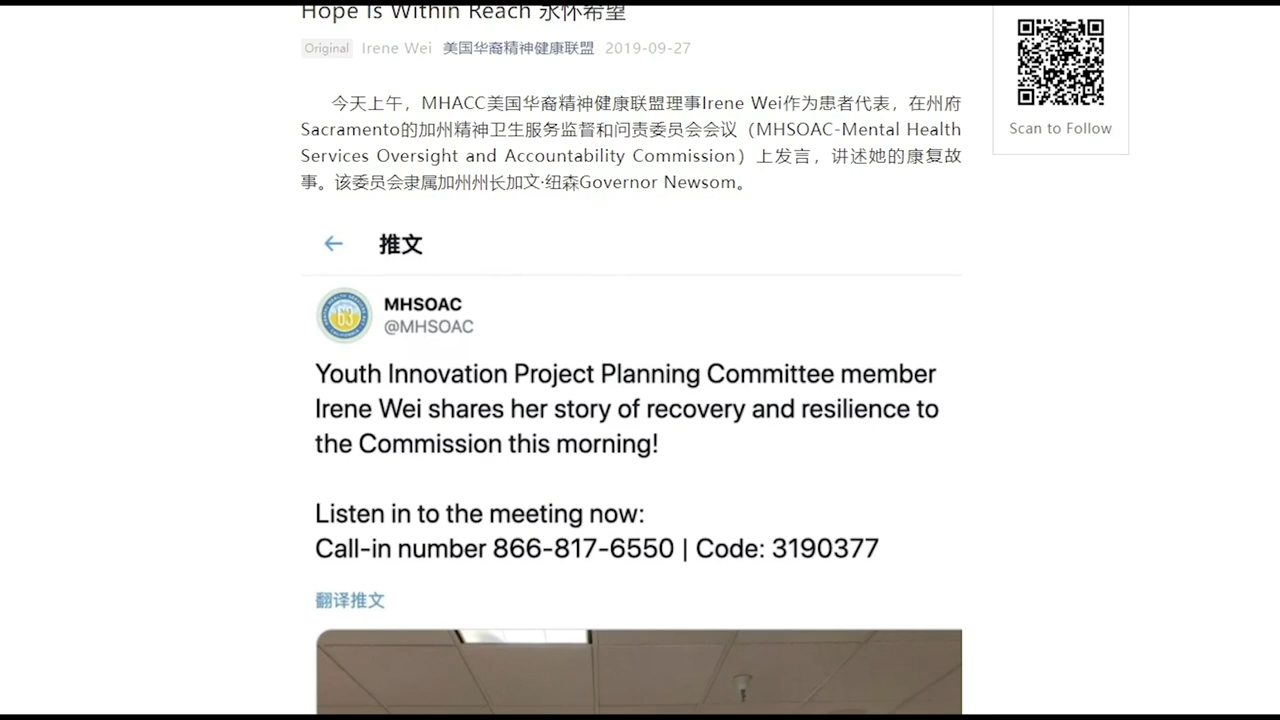 Hope Is Within Reach 永怀希望
Original Irene Wei 美国华裔精神健康联盟 2019-09-27
今天上午，MHACC美国华裔精神健康联盟理事Irene Wei作为患者代表，在州府
Sacramento的加州精神卫生服务监督和问责委员会会议（MHSOAC-Mental Health
Services Oversight and Accountability Commission）上发言，讲述她的康复故
事。该委员会隶属加州州长加文·纽森Governor Newsom。
Scan to Follow
推文
MHSOAC
@MHSOAC
Youth Innovation Project Planning Committee member
Irene Wei shares her story of recovery and resilience to
the Commission this morning!
Listen in to the meeting now:
Call-in number 866-817-6550 | Code: 3190377
翻译推文